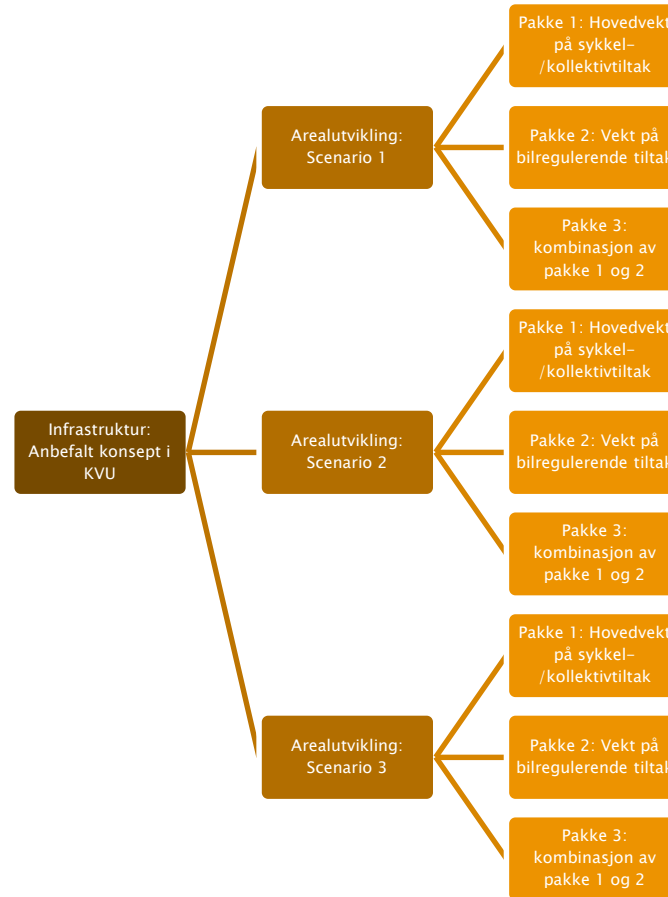 Pakke 1: Hovedvekt
på sykkel-
/kollektivtiltak
Arealutvikling:
Scenario 1
Pakke 2: Vekt på
bilregulerende tiltak
Pakke 3:
kombinasjon av
pakke 1 og 2
Pakke 1: Hovedvekt
på sykkel-
/kollektivtiltak
Infrastruktur:
Anbefalt konsept i
KVU
Arealutvikling:
Scenario 2
Pakke 2: Vekt på
bilregulerende tiltak
Pakke 3:
kombinasjon av
pakke 1 og 2
Pakke 1: Hovedvekt
på sykkel-
/kollektivtiltak
Arealutvikling:
Scenario 3
Pakke 2: Vekt på
bilregulerende tiltak
Pakke 3:
kombinasjon av
pakke 1 og 2